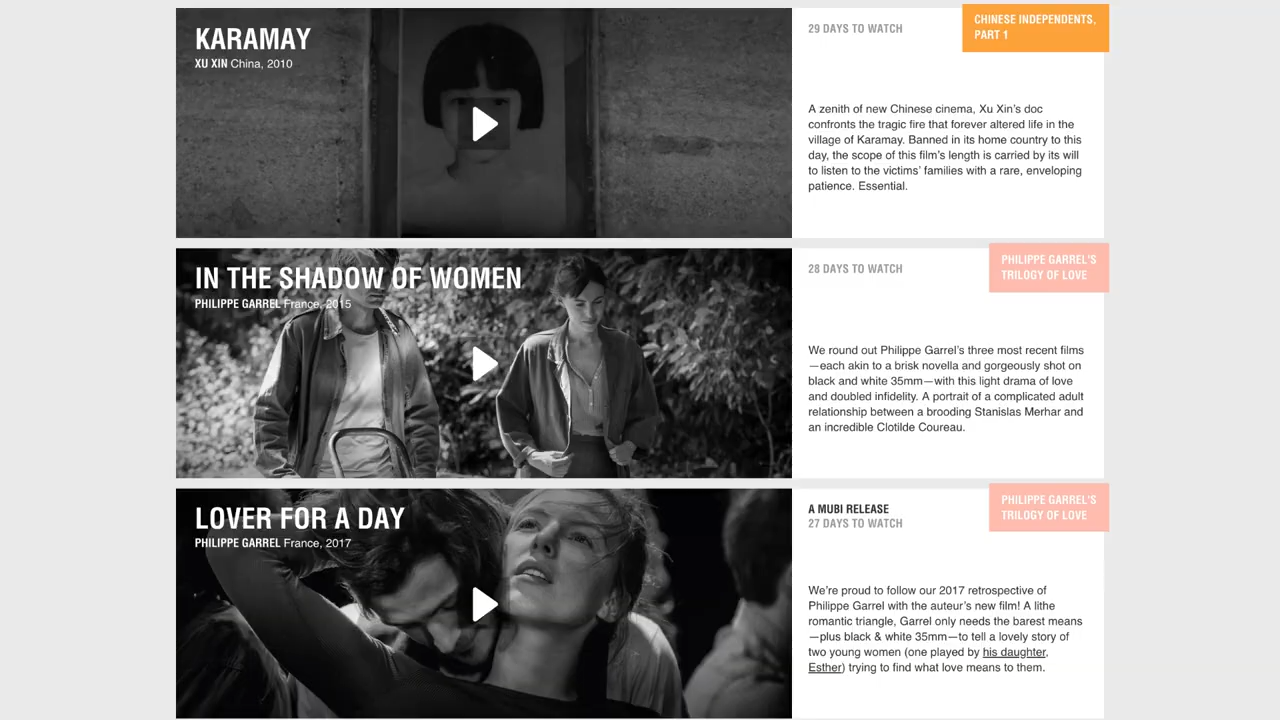 KARAMAY
XU XIN China, 2010
29 DAYS TO WATCH
CHINESE INDEPENDENTS,
PART 1
A zenith of new Chinese cinema, Xu Xin's doc
confronts the tragic fire that forever altered life in the
village of Karamay. Banned in its home country to this
day, the scope of this film's length is carried by its will
to listen to the victims' families with a rare, enveloping
patience. Essential.
IN THE SHADOW OF WOMEN
PHILIPPE GARREL France, 2015
28 DAYS TO WATCH
PHILIPPE GARREL'S
TRILOGY OF LOVE
We round out Philippe Garrel's three most recent films
—each akin to a brisk novella and gorgeously shot on
black and white 35mm—with this light drama of love
and doubled infidelity. A portrait of a complicated adult
relationship between a brooding Stanislas Merhar and
an incredible Clotilde Coureau.
LOVER FOR A DAY
PHILIPPE GARREL France, 2017
A MUBI RELEASE
27 DAYS TO WATCH
PHILIPPE GARREL'S
TRILOGY OF LOVE
We're proud to follow our 2017 retrospective of
Philippe Garrel with the auteur's new film! A lithe
romantic triangle, Garrel only needs the barest means
—plus black & white 35mm—to tell a lovely story of
two young women (one played by his daughter,
Esther) trying to find what love means to them.